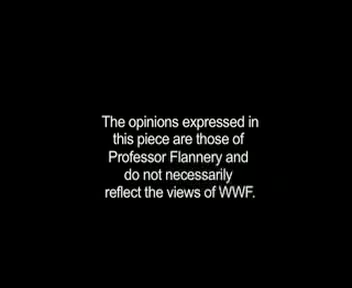 The opinions expressed in
this piece are those of
Professor Flannery and
do not necessarily
reflect the views of WWF.